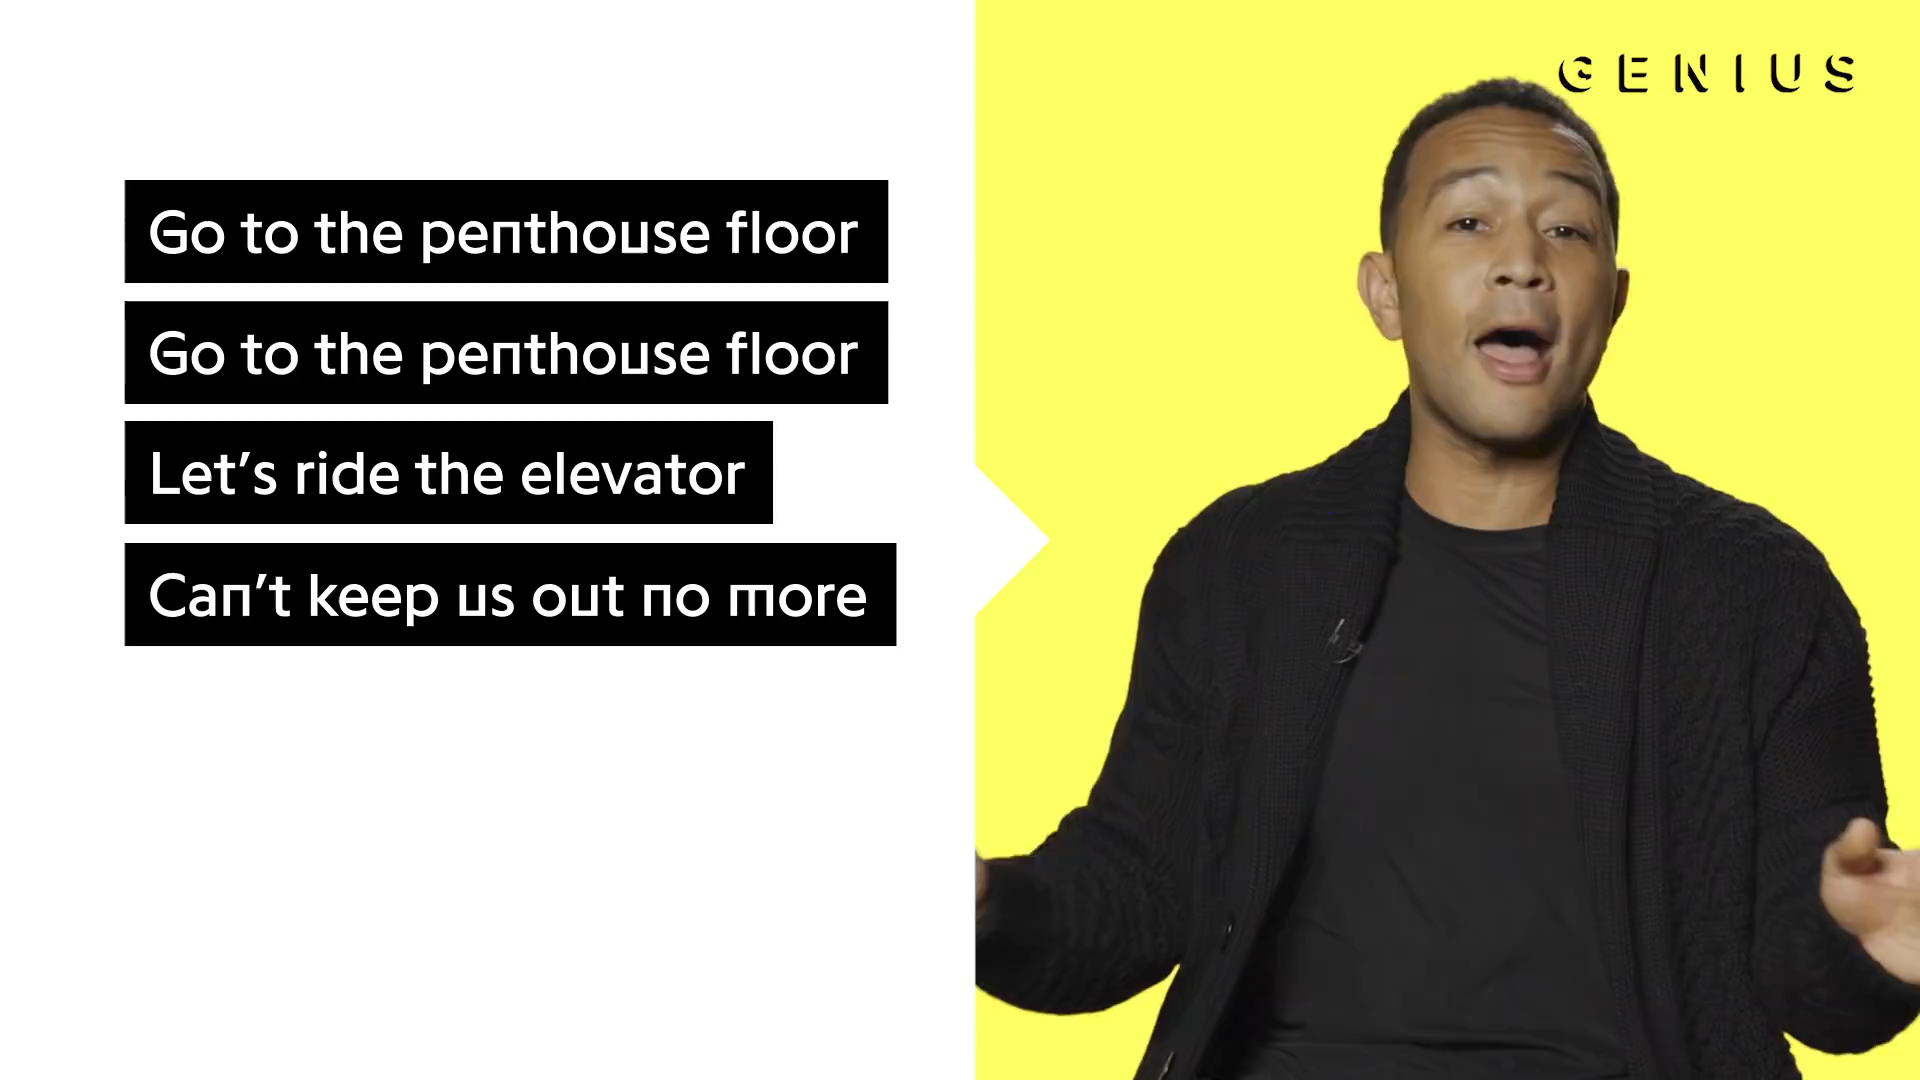 GENIUS
Go to the penthouse floor
Go to the penthouse floor
Let’s ride the elevator
Can’t keep us out no more